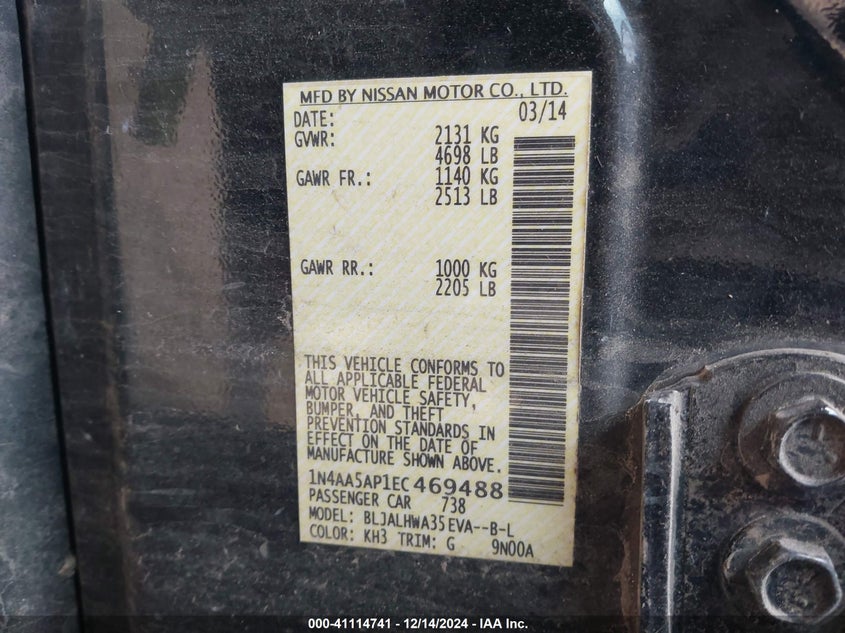 MFD BY NISSAN MOTOR CO., LTD.
DATE: 03/14
GVWR: 2131 KG
4698 LB
GAWR FR.: 1140 KG
2513 LB
GAWR RR.: 1000 KG
2205 LB
THIS VEHICLE CONFORMS TO
ALL APPLICABLE FEDERAL
MOTOR VEHICLE SAFETY,
BUMPER, AND THEFT
PREVENTION STANDARDS IN
EFFECT ON THE DATE OF
MANUFACTURE SHOWN ABOVE.
1N4AA5AP1EC469488
PASSENGER CAR 738
MODEL: BLJALHWA35EVA--B-L
COLOR: KH3 TRIM: G 9N00A
000-41114741 - 12/14/2024 - IAA Inc.